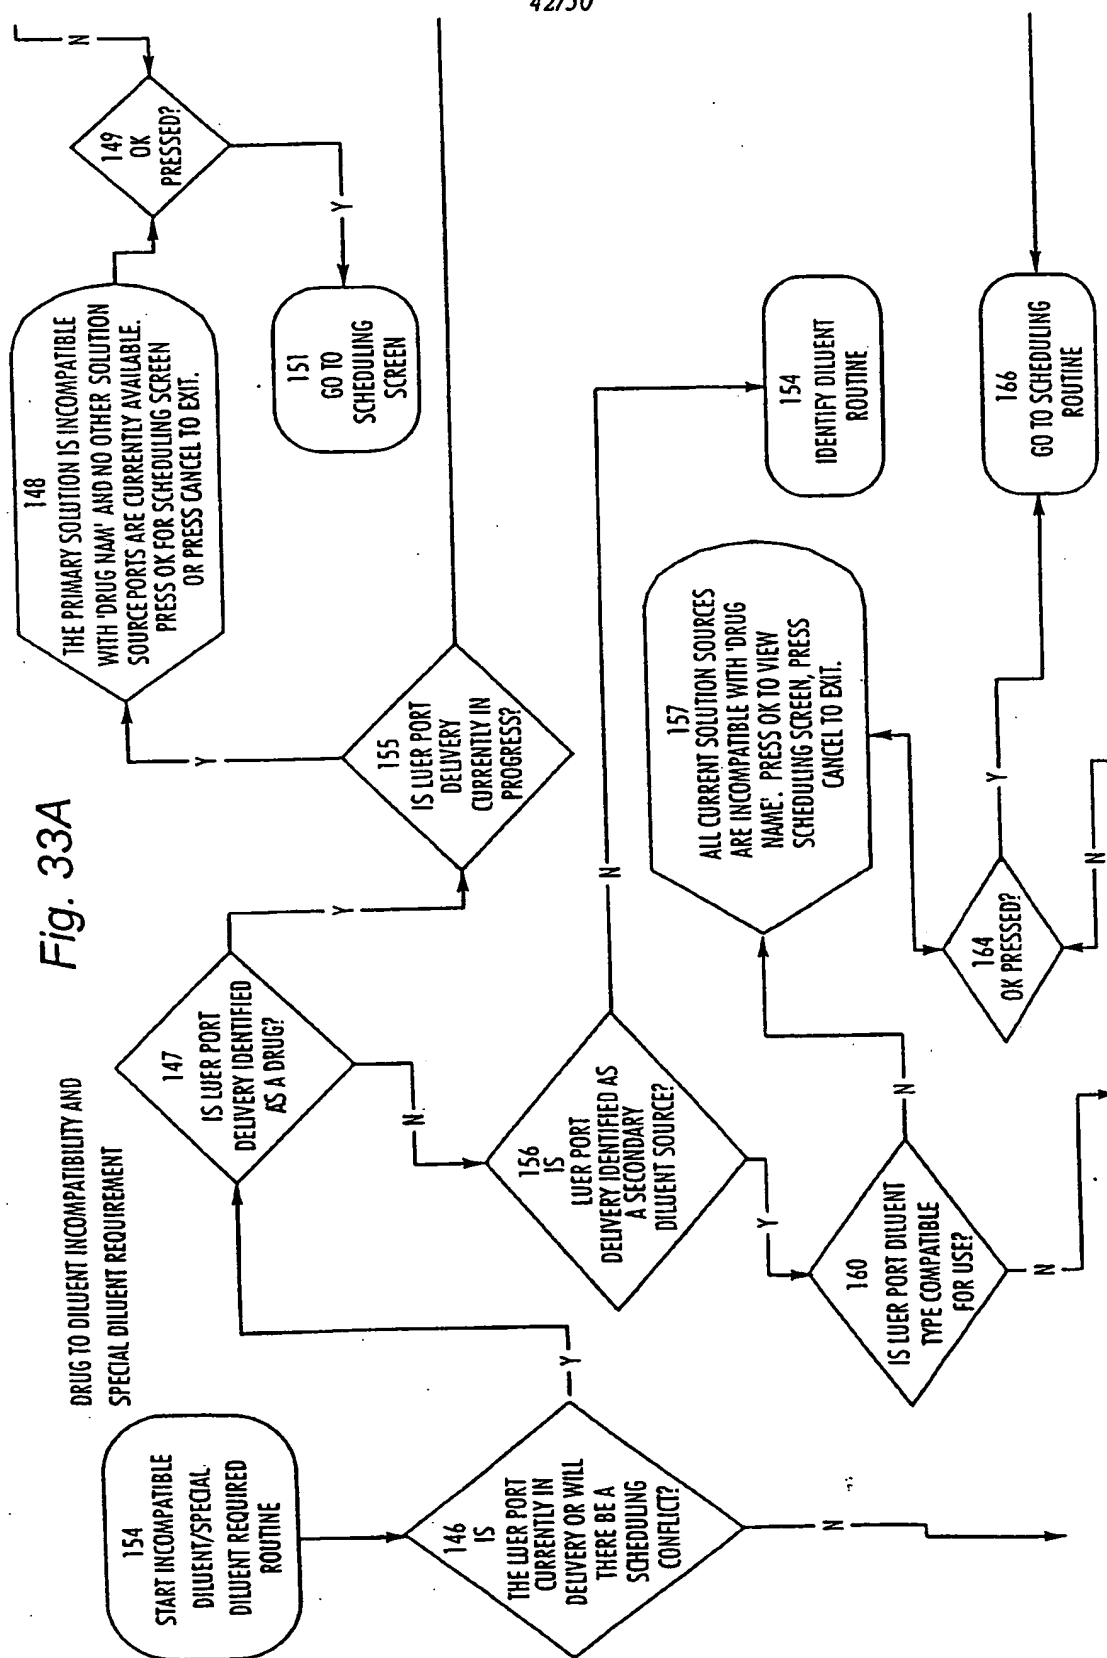 42/50
Fig. 33A
DRUG TO DILUENT INCOMPATIBILITY AND
SPECIAL DILUENT REQUIREMENT
154
START INCOMPATIBLE
DILUENT/SPECIAL
DILUENT REQUIRED
ROUTINE
146
IS
THE LUER PORT
CURRENTLY IN
DELIVERY OR WILL
THERE BE A
SCHEDULING
CONFLICT?
Y
N
147
IS LUER PORT
DELIVERY IDENTIFIED
AS A DRUG?
Y
N
155
IS LUER PORT
DELIVERY
CURRENTLY IN
PROGRESS?
Y
148
THE PRIMARY SOLUTION IS INCOMPATIBLE
WITH 'DRUG NAM' AND NO OTHER SOLUTION
SOURCE PORTS ARE CURRENTLY AVAILABLE.
PRESS OK FOR SCHEDULING SCREEN
OR PRESS CANCEL TO EXIT.
149
OK
PRESSED?
N
Y
151
GO TO
SCHEDULING
SCREEN
156
IS
LUER PORT
DELIVERY IDENTIFIED AS
A SECONDARY
DILUENT SOURCE?
N
Y
154
IDENTIFY DILUENT
ROUTINE
160
IS LUER PORT DILUENT
TYPE COMPATIBLE
FOR USE?
N
N
157
ALL CURRENT SOLUTION SOURCES
ARE INCOMPATIBLE WITH 'DRUG
NAME'. PRESS OK TO VIEW
SCHEDULING SCREEN, PRESS
CANCEL TO EXIT.
164
OK PRESSED?
Y
N
166
GO TO SCHEDULING
ROUTINE